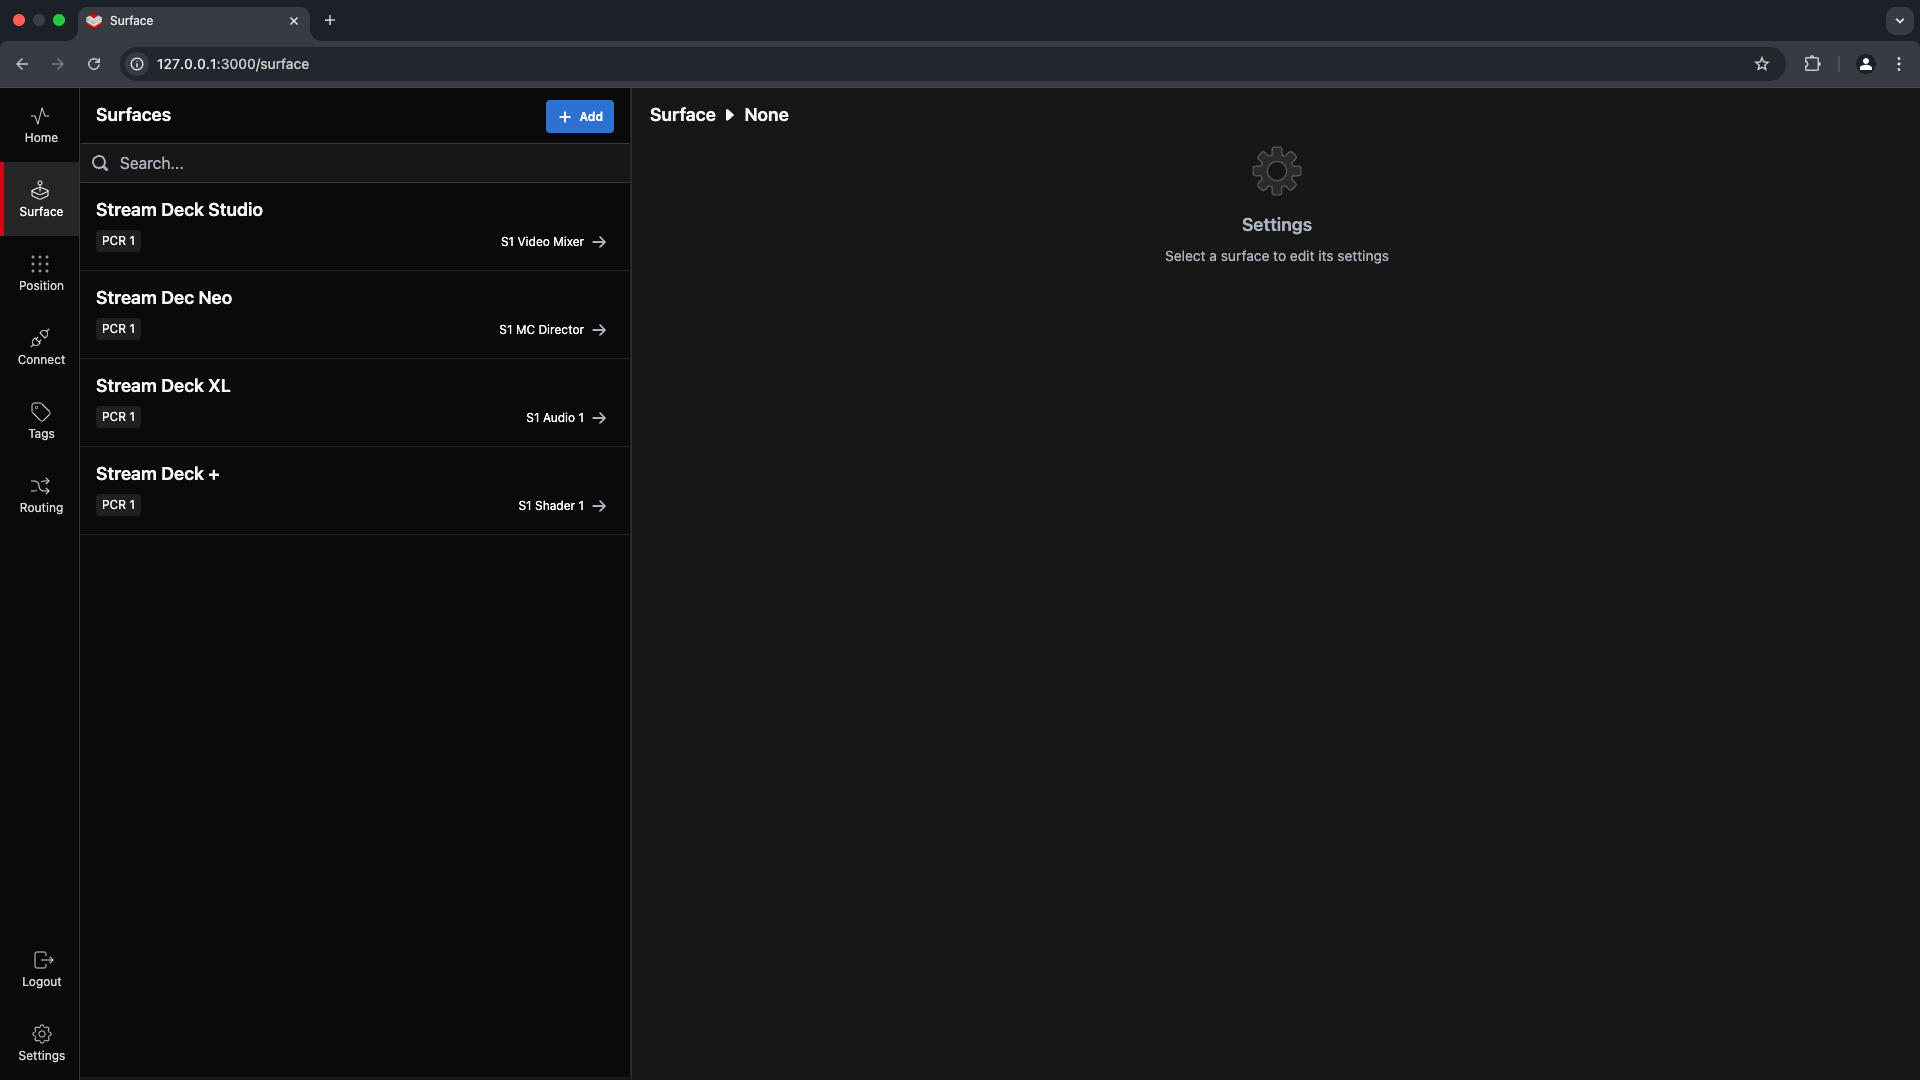 Surface
127.0.0.1:3000/surface
Home
Surface
Position
Connect
Tags
Routing
Logout
Settings
Surfaces
Add
Search...
Stream Deck Studio
PCR 1
S1 Video Mixer
Stream Dec Neo
PCR 1
S1 MC Director
Stream Deck XL
PCR 1
S1 Audio 1
Stream Deck +
PCR 1
S1 Shader 1
Surface None
Settings
Select a surface to edit its settings